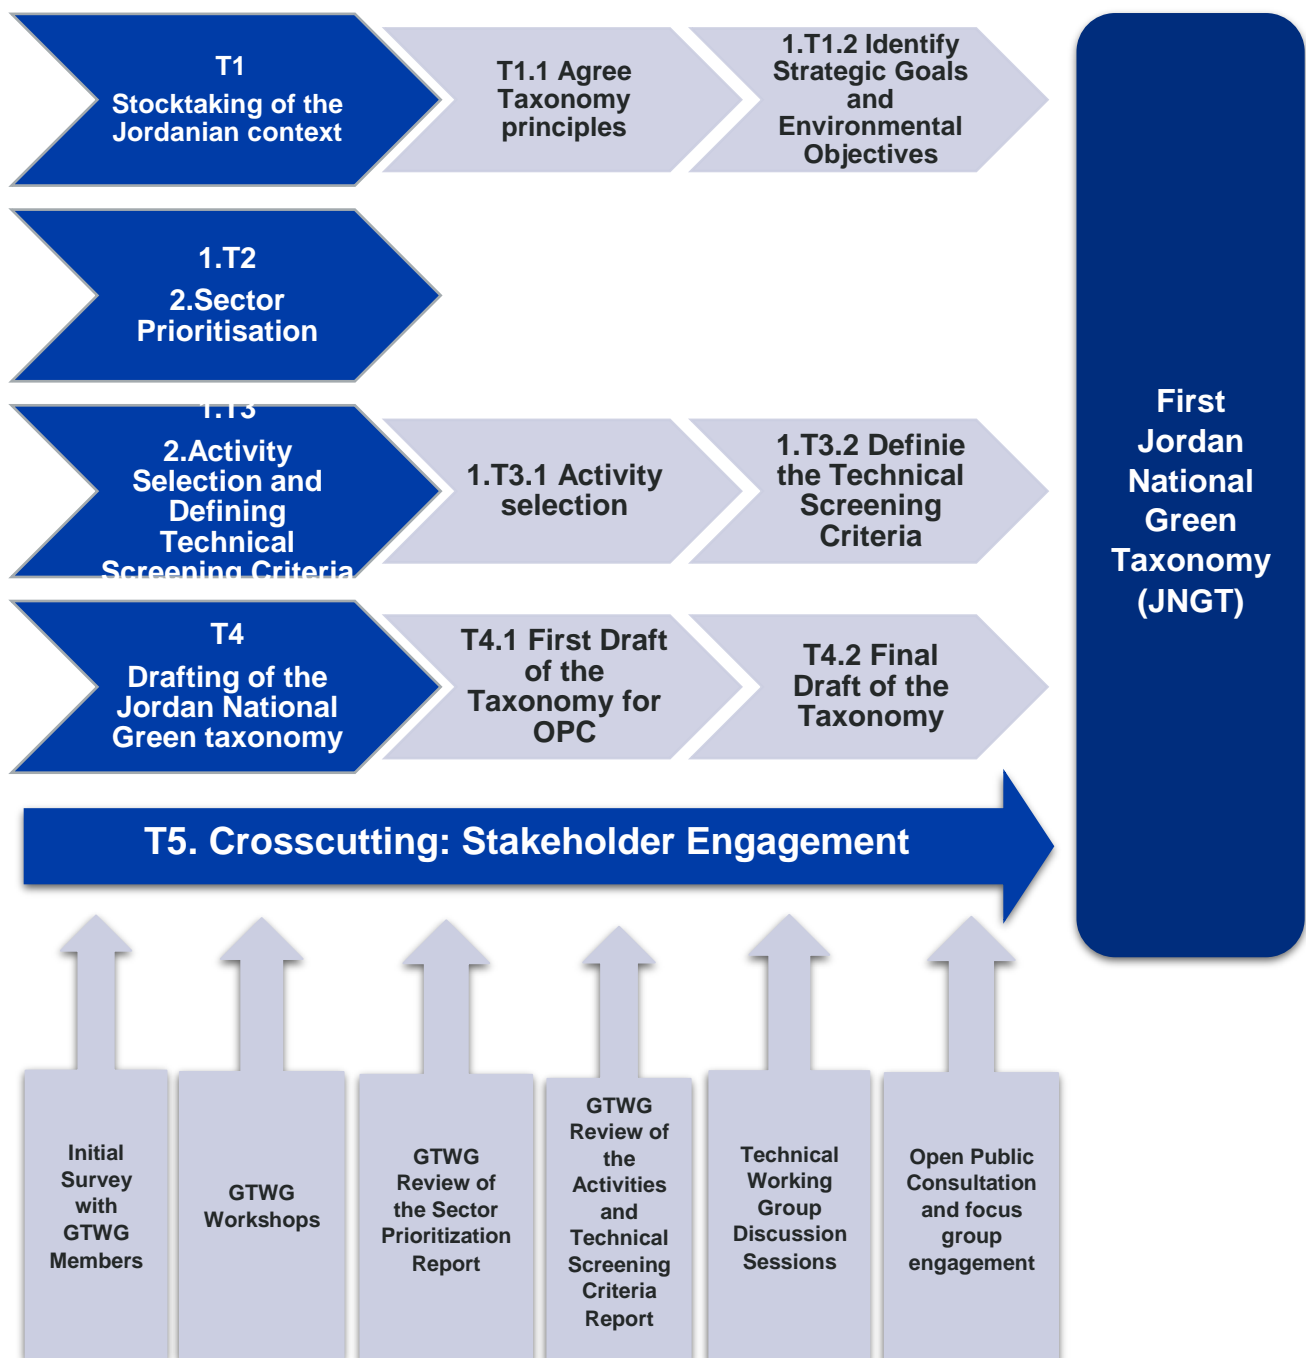 T1
Stocktaking of the
Jordanian context
T1.1 Agree
Taxonomy
principles
1.T1.2 Identify
Strategic Goals
and
Environmental
Objectives
1.T2
2.Sector
Prioritisation
1.T3
2.Activity
Selection and
Defining
Technical
Screening Criteria
1.T3.1 Activity
selection
1.T3.2 Definie
the Technical
Screening
Criteria
T4
Drafting of the
Jordan National
Green taxonomy
T4.1 First Draft
of the
Taxonomy for
OPC
T4.2 Final
Draft of the
Taxonomy
First
Jordan
National
Green
Taxonomy
(JNGT)
T5. Crosscutting: Stakeholder Engagement
Initial
Survey
with
GTWG
Members
GTWG
Workshops
GTWG
Review of
the Sector
Prioritization
Report
GTWG
Review of
the
Activities
and
Technical
Screening
Criteria
Report
Technical
Working
Group
Discussion
Sessions
Open Public
Consultation
and focus
group
engagement